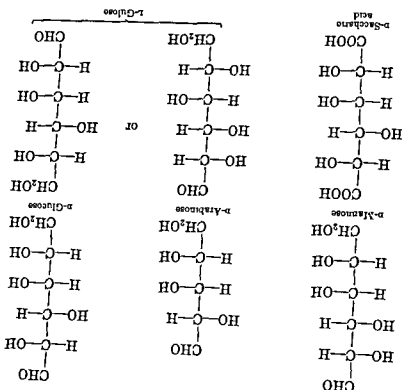 CHO
HO—C—H
HO—C—H
H—C—OH
H—C—OH
CH₂OH
D-Mannose
CHO
HO—C—H
H—C—OH
H—C—OH
CH₂OH
D-Arabinose
CHO
H—C—OH
HO—C—H
H—C—OH
H—C—OH
CH₂OH
D-Glucose
COOH
H—C—OH
HO—C—H
H—C—OH
H—C—OH
COOH
D-Saccharo
acid
CHO
HO—C—H
HO—C—H
H—C—OH
HO—C—H
CH₂OH
or
CH₂OH
H—C—OH
HO—C—H
H—C—OH
H—C—OH
CHO
L-Gulose